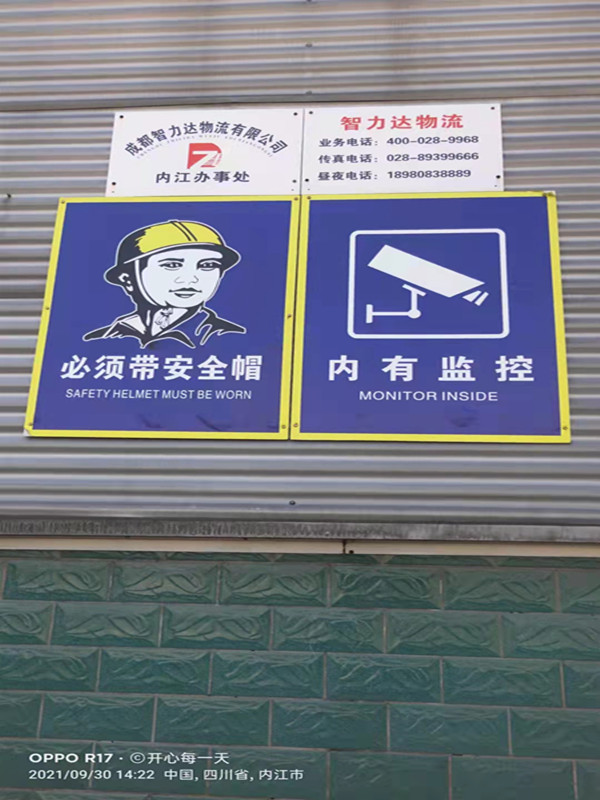 成都智力达物流有限公司
内江办事处
智力达物流
业务电话：400-028-9968
传真电话：028-89399666
昼夜电话：18980838889
必须带安全帽
SAFETY HELMET MUST BE WORN
内有监控
MONITOR INSIDE
OPPO R17 · ©开心每一天
2021/09/30 14:22 中国, 四川省, 内江市